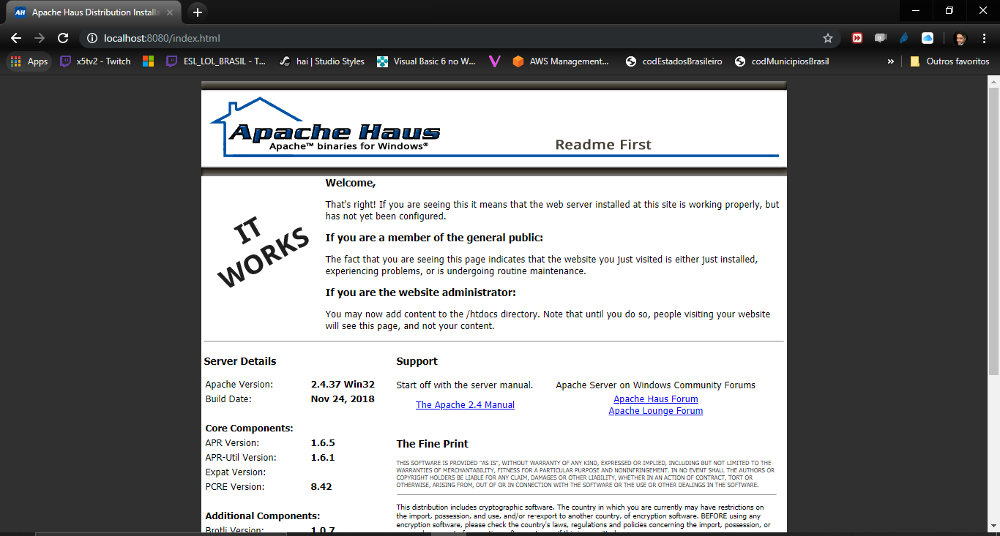 AH Apache Haus Distribution Installa
localhost:8080/index.html
Apps x5tv2 - Twitch ESL_LOL_BRASIL - T... hai | Studio Styles Visual Basic 6 no W... AWS Management... codEstadosBrasileiro codMunicipiosBrasil » Outros favoritos
Apache Haus
Apache™ binaries for Windows®
Readme First
IT
WORKS
Welcome,
That's right! If you are seeing this it means that the web server installed at this site is working properly, but
has not yet been configured.
If you are a member of the general public:
The fact that you are seeing this page indicates that the website you just visited is either just installed,
experiencing problems, or is undergoing routine maintenance.
If you are the website administrator:
You may now add content to the /htdocs directory. Note that until you do so, people visiting your website
will see this page, and not your content.
Server Details
Apache Version: 2.4.37 Win32
Build Date: Nov 24, 2018
Core Components:
APR Version: 1.6.5
APR-Util Version: 1.6.1
Expat Version:
PCRE Version: 8.42
Additional Components:
Brotli Version: 1.0.7
Support
Start off with the server manual.
The Apache 2.4 Manual
Apache Server on Windows Community Forums
Apache Haus Forum
Apache Lounge Forum
The Fine Print
THIS SOFTWARE IS PROVIDED "AS IS", WITHOUT WARRANTY OF ANY KIND, EXPRESSED OR IMPLIED, INCLUDING BUT NOT LIMITED TO THE
WARRANTIES OF MERCHANTABILITY, FITNESS FOR A PARTICULAR PURPOSE AND NONINFRINGEMENT. IN NO EVENT SHALL THE AUTHORS OR
COPYRIGHT HOLDERS BE LIABLE FOR ANY CLAIM, DAMAGES OR OTHER LIABILITY, WHETHER IN AN ACTION OF CONTRACT, TORT OR
OTHERWISE, ARISING FROM, OUT OF OR IN CONNECTION WITH THE SOFTWARE OR THE USE OR OTHER DEALINGS IN THE SOFTWARE.
This distribution includes cryptographic software. The country in which you are currently may have restrictions on
the import, possession, and use, and/or re-export to another country, of encryption software. BEFORE using any
encryption software, please check the country's laws, regulations and policies concerning the import, possession, or